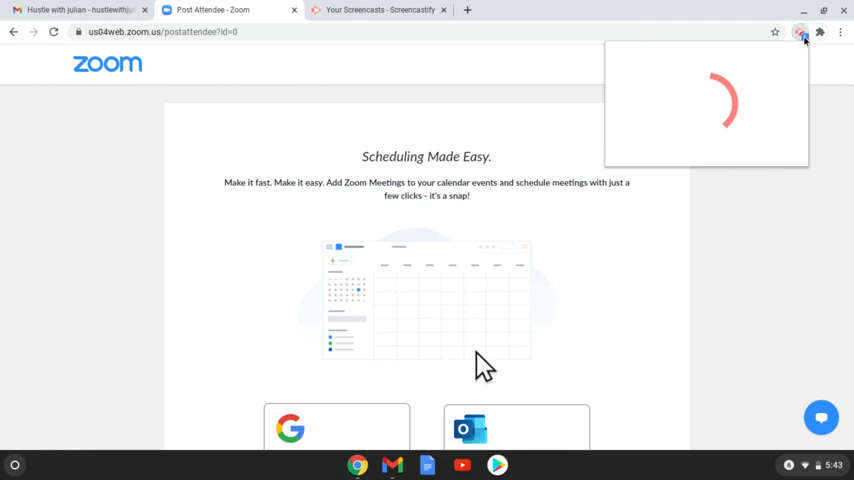 Hustle with julian - hustlewithjul
Post Attendee - Zoom
Your Screencasts - Screencastify
us04web.zoom.us/postattendee?id=0
zoom
Scheduling Made Easy.
Make it fast. Make it easy. Add Zoom Meetings to your calendar events and schedule meetings with just a
few clicks - it's a snap!
6
5:43